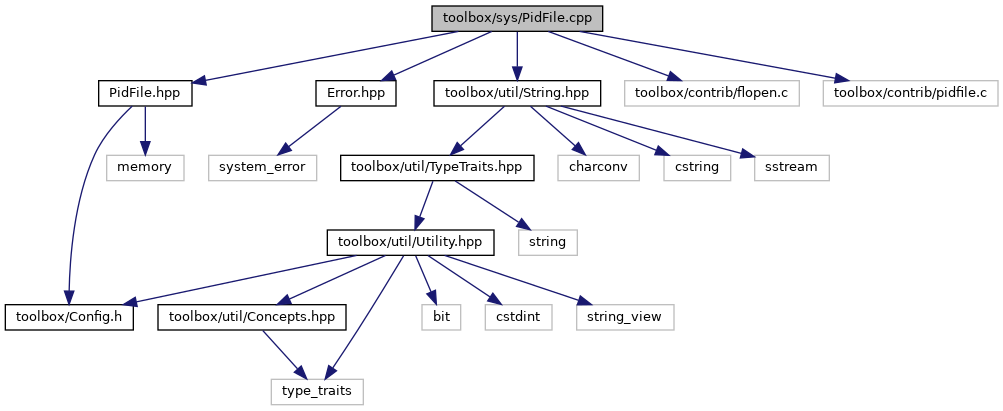 toolbox/sys/PidFile.cpp
PidFile.hpp
Error.hpp
toolbox/util/String.hpp
toolbox/contrib/flopen.c
toolbox/contrib/pidfile.c
memory
system_error
toolbox/util/TypeTraits.hpp
charconv
cstring
sstream
toolbox/util/Utility.hpp
string
toolbox/Config.h
toolbox/util/Concepts.hpp
bit
cstdint
string_view
type_traits